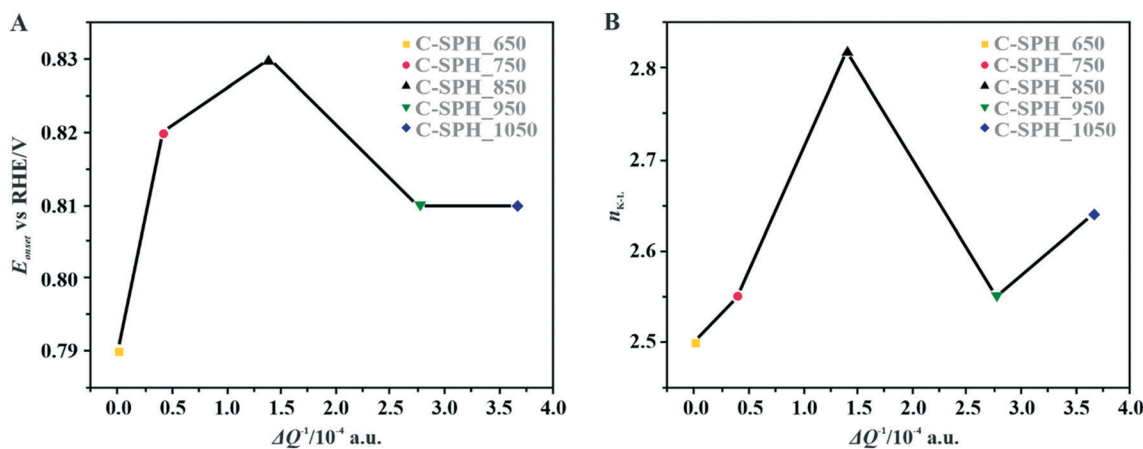 A
E_onset vs RHE/V
0.83
0.82
0.81
0.80
0.79
C-SPH_650
C-SPH_750
C-SPH_850
C-SPH_950
C-SPH_1050
0.0 0.5 1.0 1.5 2.0 2.5 3.0 3.5 4.0
ΔQ⁻¹/10⁻⁴ a.u.
B
n_K-L
2.8
2.7
2.6
2.5
C-SPH_650
C-SPH_750
C-SPH_850
C-SPH_950
C-SPH_1050
0.0 0.5 1.0 1.5 2.0 2.5 3.0 3.5 4.0
ΔQ⁻¹/10⁻⁴ a.u.